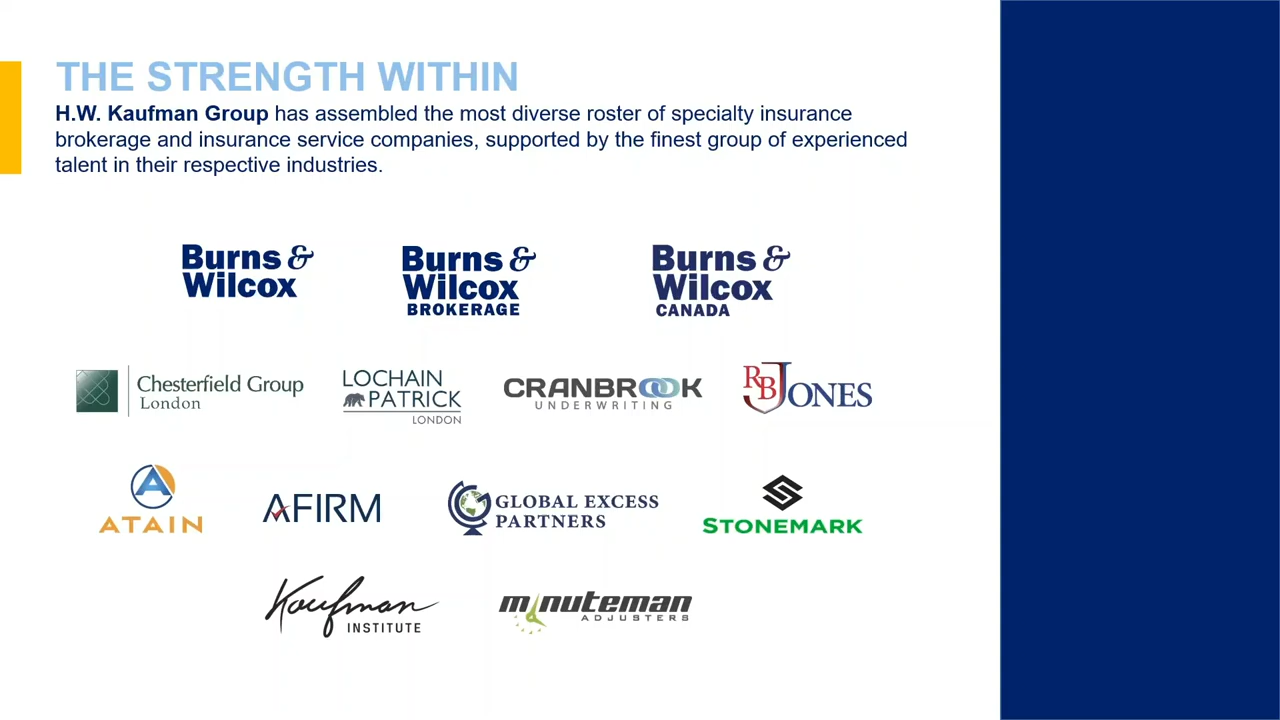 THE STRENGTH WITHIN
H.W. Kaufman Group has assembled the most diverse roster of specialty insurance
brokerage and insurance service companies, supported by the finest group of experienced
talent in their respective industries.
Burns &
Wilcox
Burns &
Wilcox
BROKERAGE
Burns &
Wilcox
CANADA
Chesterfield Group
London
LOCHAIN
PATRICK
LONDON
CRANBROOK
UNDERWRITING
RB JONES
ATAIN
AFIRM
GLOBAL EXCESS
PARTNERS
STONEMARK
Kaufman
INSTITUTE
minuteman
ADJUSTERS